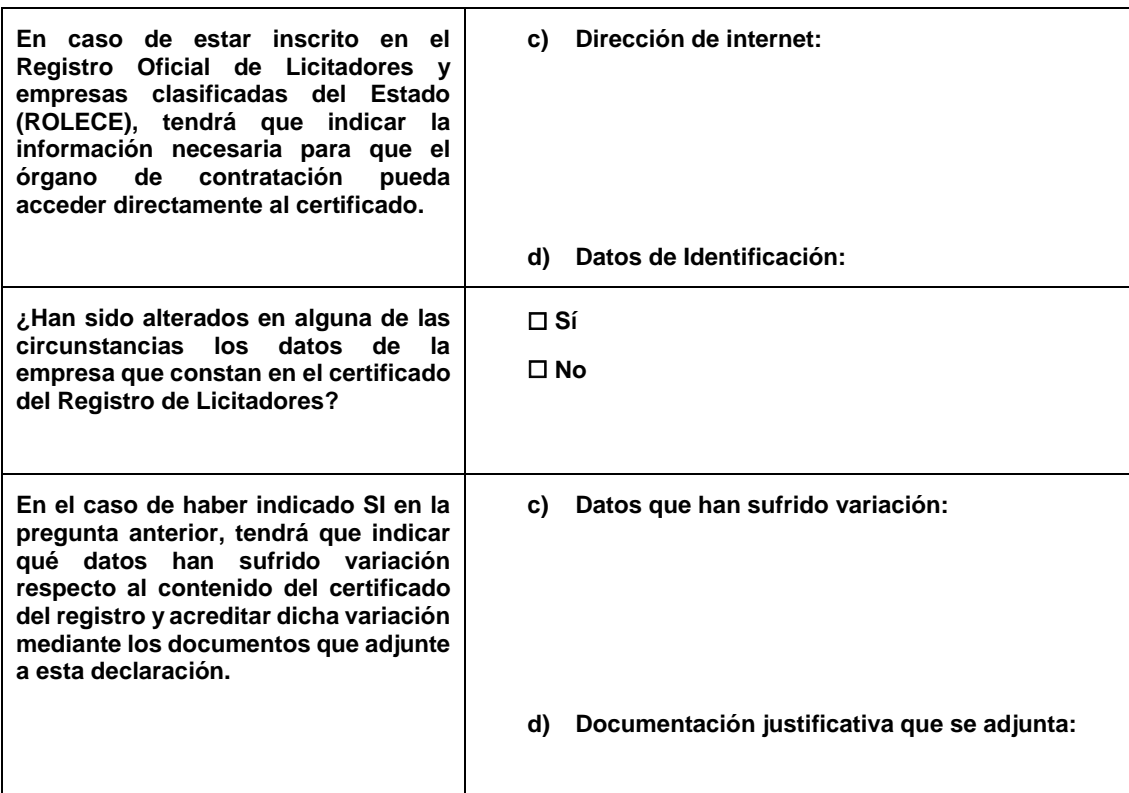 En caso de estar inscrito en el
Registro Oficial de Licitadores y
empresas clasificadas del Estado
(ROLECE), tendrá que indicar la
información necesaria para que el
órgano de contratación pueda
acceder directamente al certificado.
c) Dirección de internet:
d) Datos de Identificación:
¿Han sido alterados en alguna de las
circunstancias los datos de la
empresa que constan en el certificado
del Registro de Licitadores?
☐ Sí
☐ No
En el caso de haber indicado SI en la
pregunta anterior, tendrá que indicar
qué datos han sufrido variación
respecto al contenido del certificado
del registro y acreditar dicha variación
mediante los documentos que adjunte
a esta declaración.
c) Datos que han sufrido variación:
d) Documentación justificativa que se adjunta: